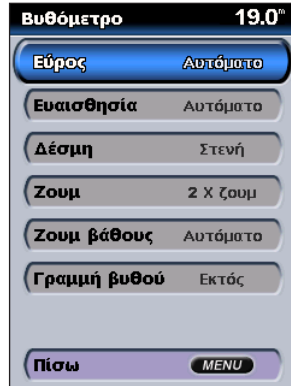 Βυθόμετρο 19.0m
Εύρος Αυτόματο
Ευαισθησία Αυτόματο
Δέσμη Στενή
Ζουμ 2 Χ ζουμ
Ζουμ βάθους Αυτόματο
Γραμμή βυθού Εκτός
Πίσω MENU